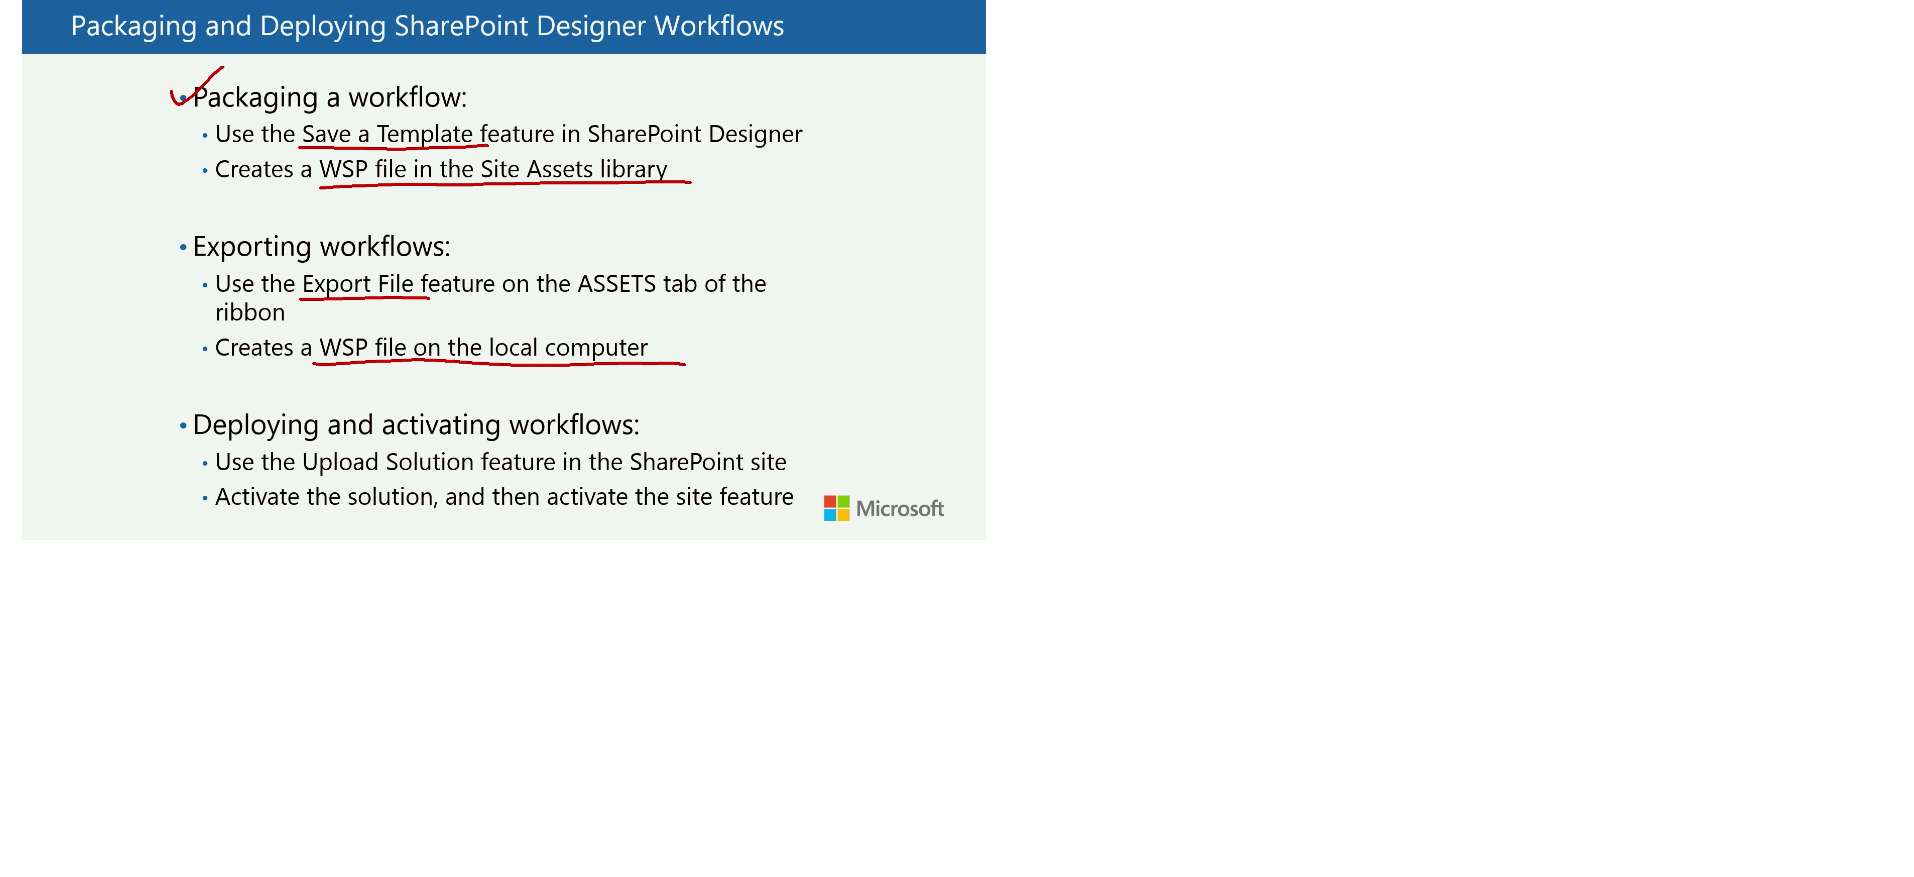 Packaging and Deploying SharePoint Designer Workflows
• Packaging a workflow:
• Use the Save a Template feature in SharePoint Designer
• Creates a WSP file in the Site Assets library
• Exporting workflows:
• Use the Export File feature on the ASSETS tab of the
ribbon
• Creates a WSP file on the local computer
• Deploying and activating workflows:
• Use the Upload Solution feature in the SharePoint site
• Activate the solution, and then activate the site feature
Microsoft